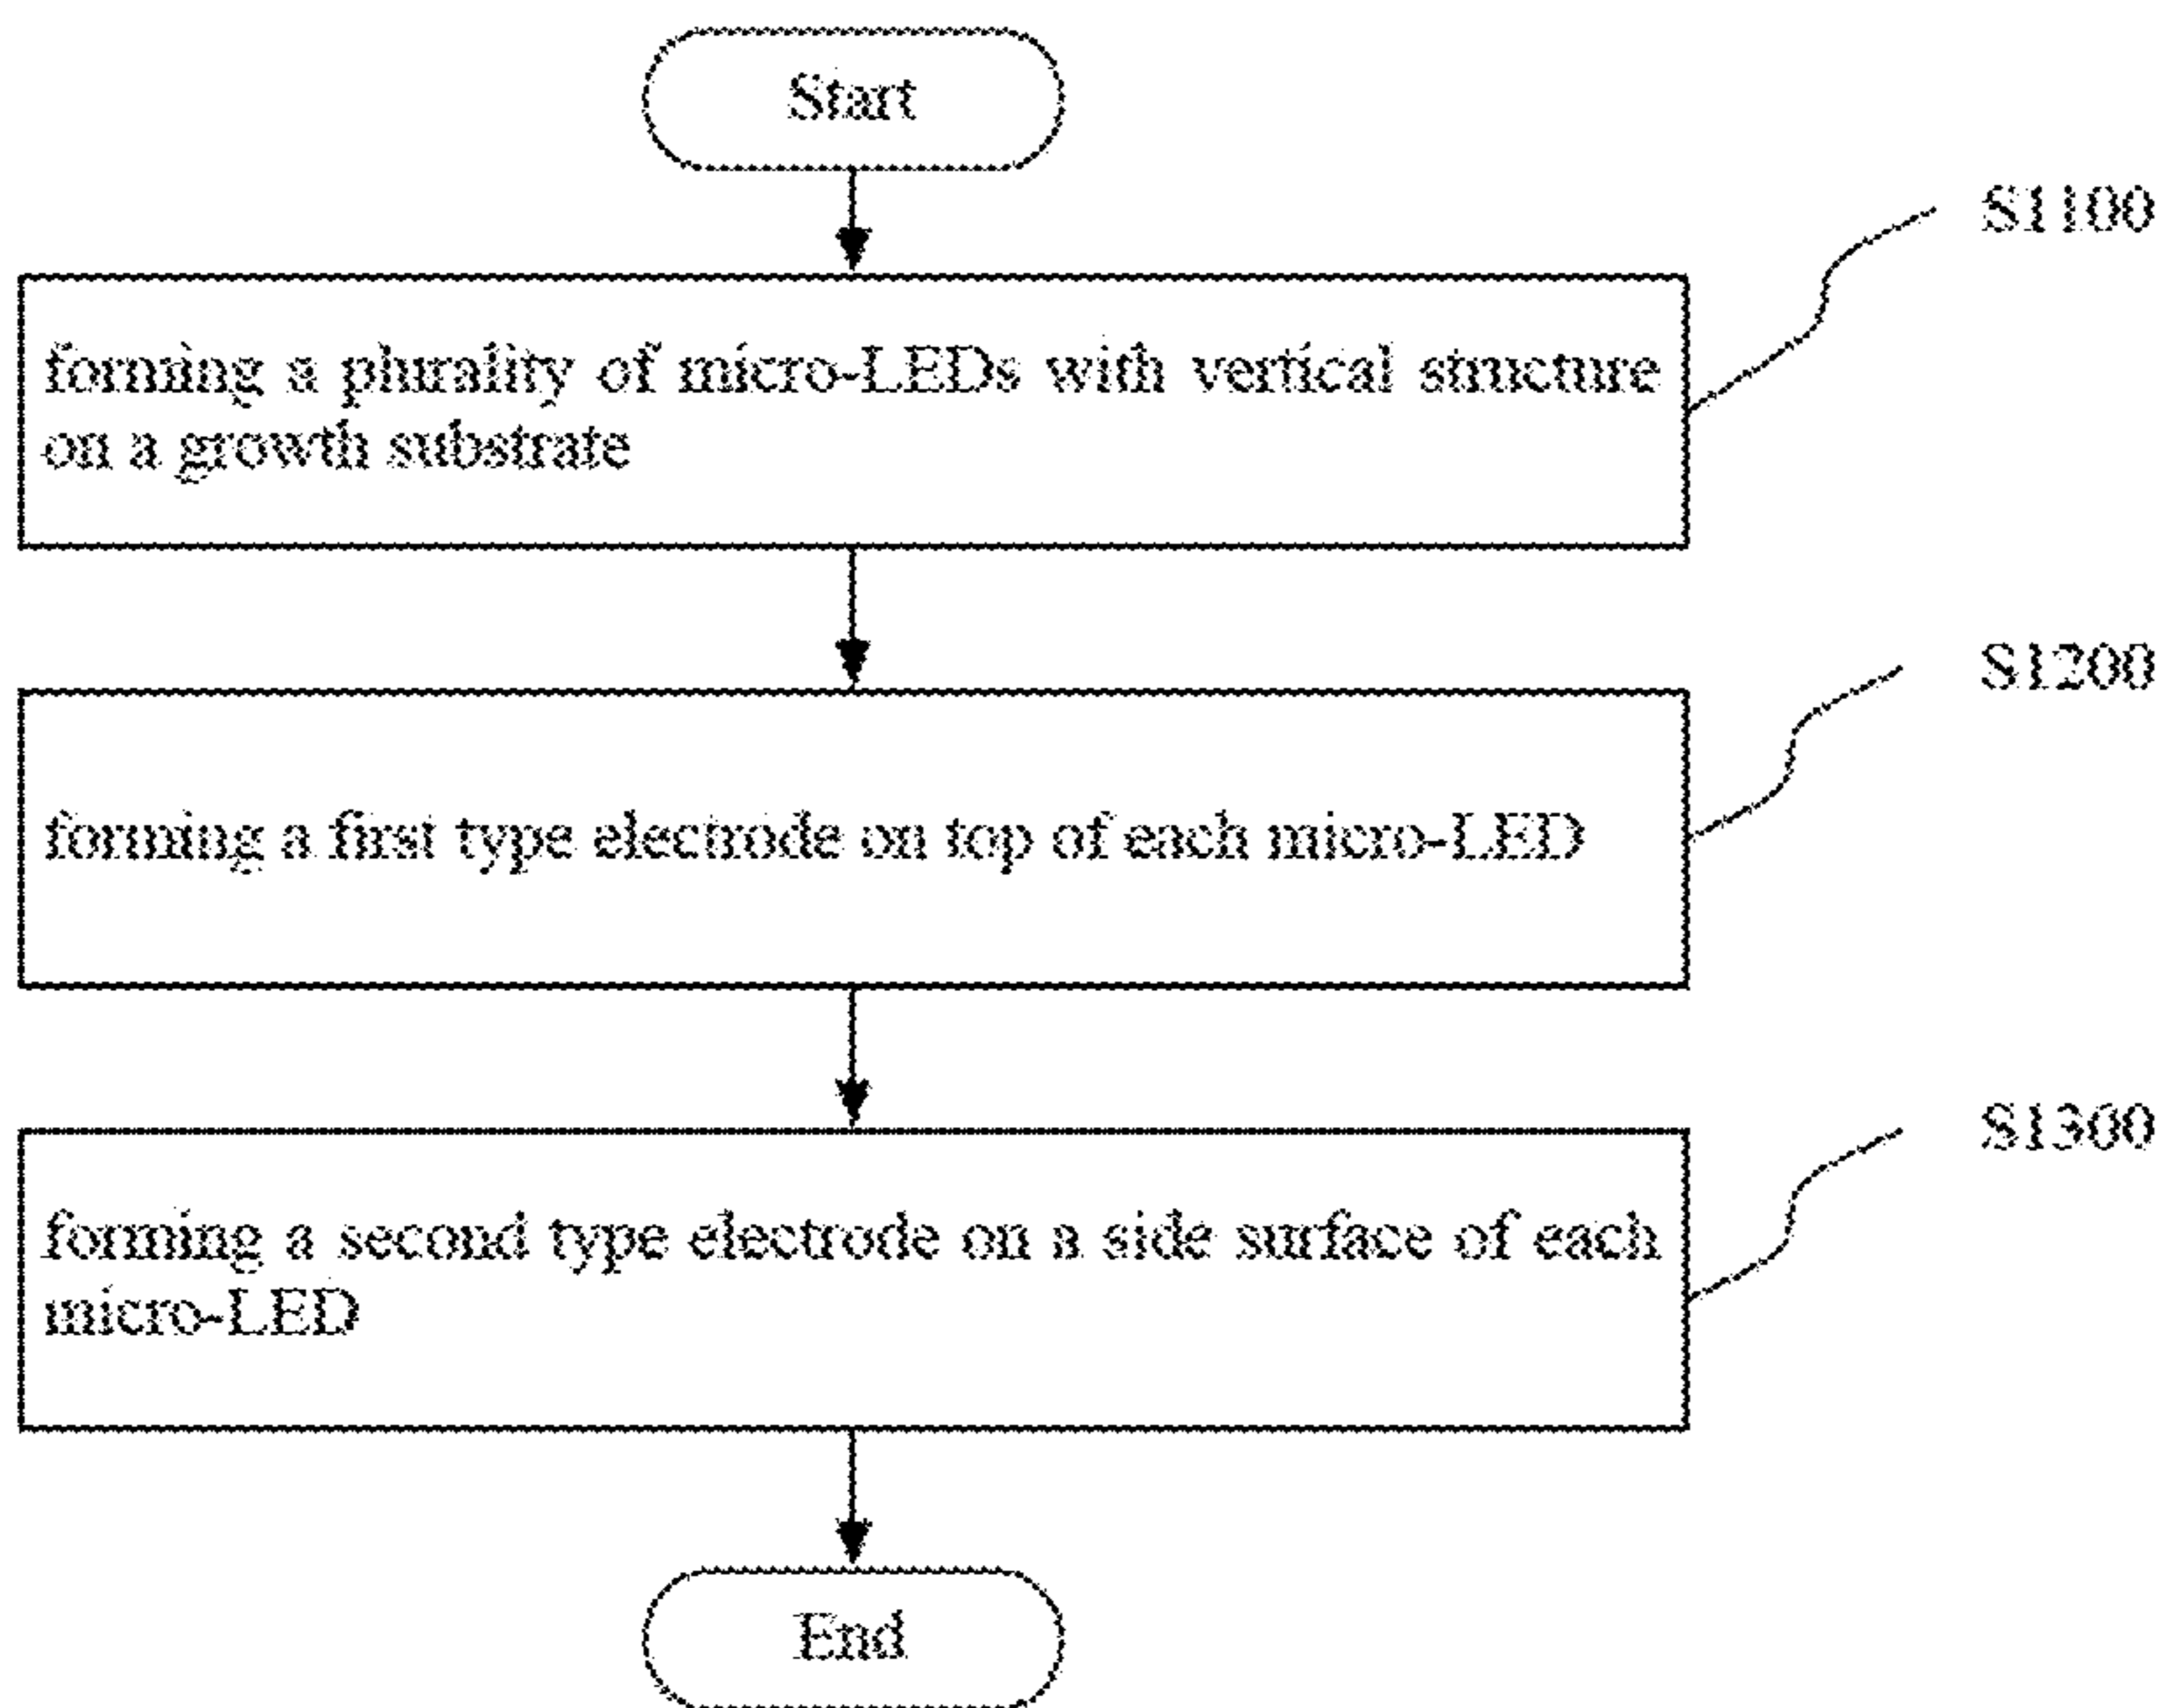 Start
S1100
forming a plurality of micro-LEDs with vertical structure
on a growth substrate
S1200
forming a first type electrode on top of each micro-LED
S1300
forming a second type electrode on a side surface of each
micro-LED
End